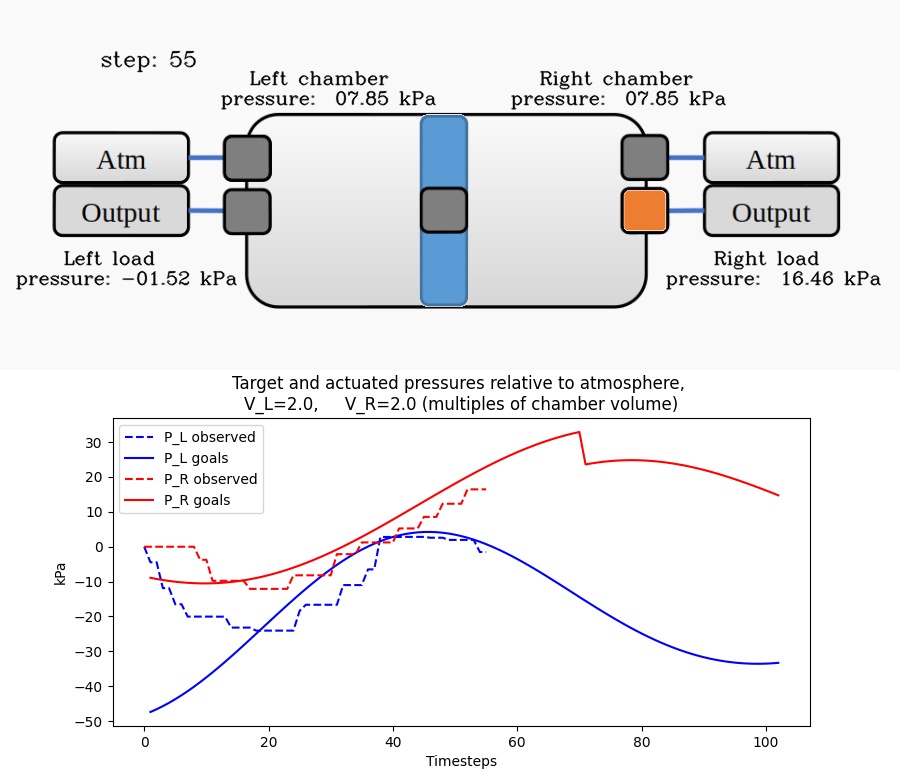 step: 55
Left chamber
pressure: 07.85 kPa
Right chamber
pressure: 07.85 kPa
Atm
Output
Atm
Output
Left load
pressure: -01.52 kPa
Right load
pressure: 16.46 kPa
Target and actuated pressures relative to atmosphere,
V_L=2.0, V_R=2.0 (multiples of chamber volume)
P_L observed
P_L goals
P_R observed
P_R goals
kPa
30
20
10
0
−10
−20
−30
−40
−50
0 20 40 60 80 100
Timesteps